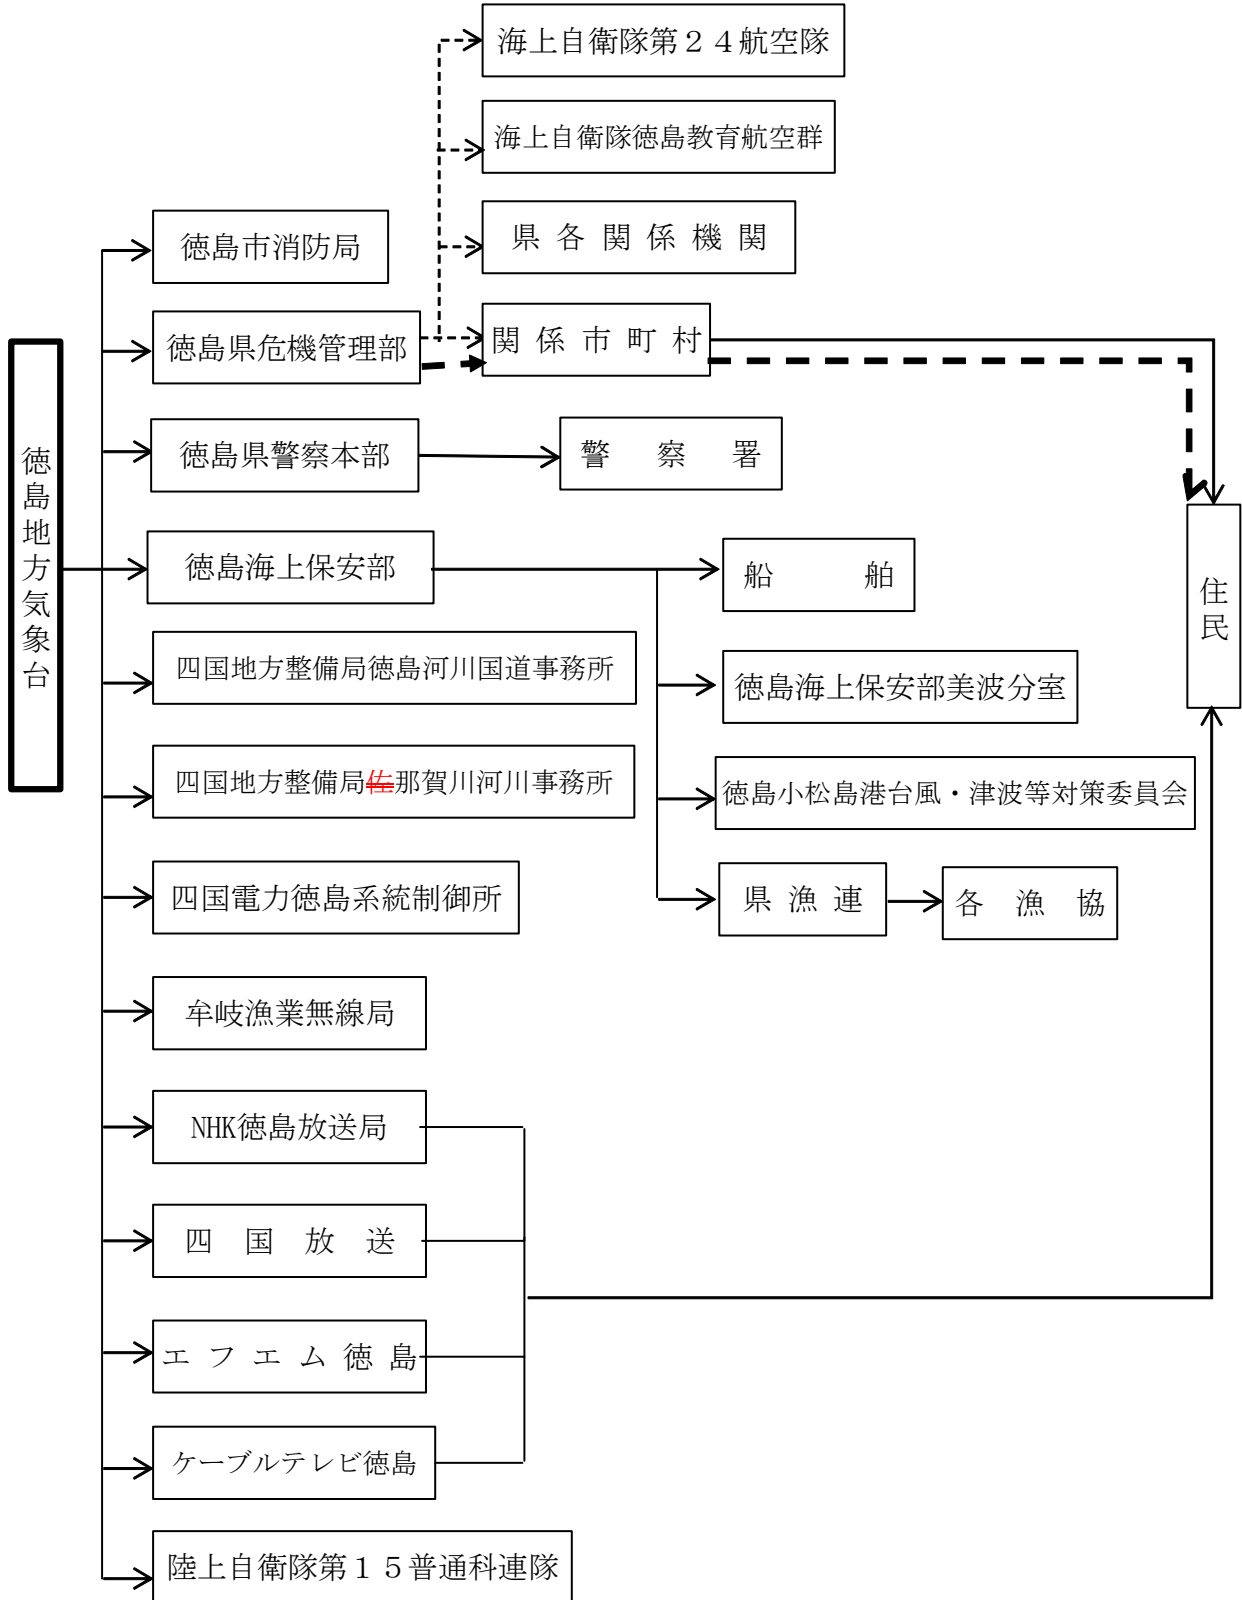 海上自衛隊第２４航空隊
海上自衛隊徳島教育航空群
県各関係機関
徳島市消防局
徳島県危機管理部
関係市町村
徳島県警察本部
警察署
徳島地方気象台
徳島海上保安部
船舶
住民
四国地方整備局徳島河川国道事務所
徳島海上保安部美波分室
四国地方整備局佐那賀川河川事務所
徳島小松島港台風・津波等対策委員会
四国電力徳島系統制御所
県漁連
各漁協
牟岐漁業無線局
NHK徳島放送局
四国放送
エフエム徳島
ケーブルテレビ徳島
陸上自衛隊第１５普通科連隊